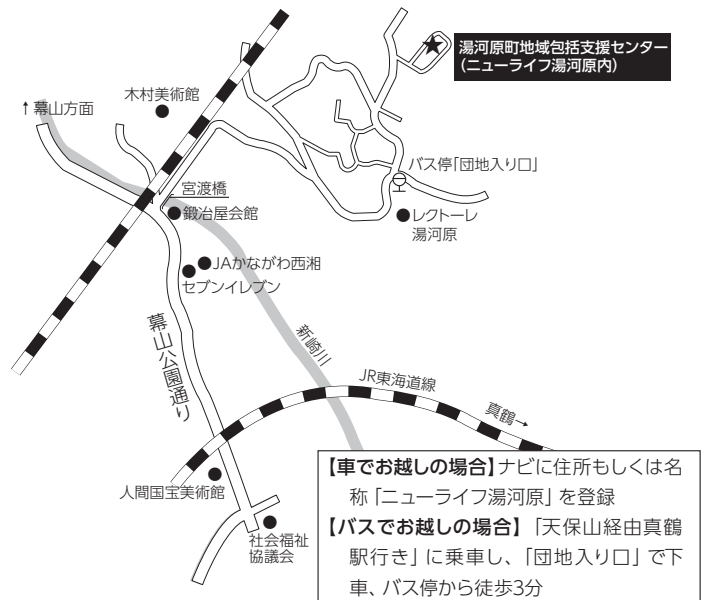 湯河原町地域包括支援センター
（ニューライフ湯河原内）
木村美術館
↑幕山方面
バス停「団地入り口」
宮渡橋
鍛冶屋会館
レクトーレ
湯河原
JAかながわ西湘
セブンイレブン
幕山公園通り
新崎川
JR東海道線
真鶴→
人間国宝美術館
社会福祉
協議会
【車でお越しの場合】ナビに住所もしくは名
称「ニューライフ湯河原」を登録
【バスでお越しの場合】「天保山経由真鶴
駅行き」に乗車し、「団地入り口」で下
車、バス停から徒歩3分